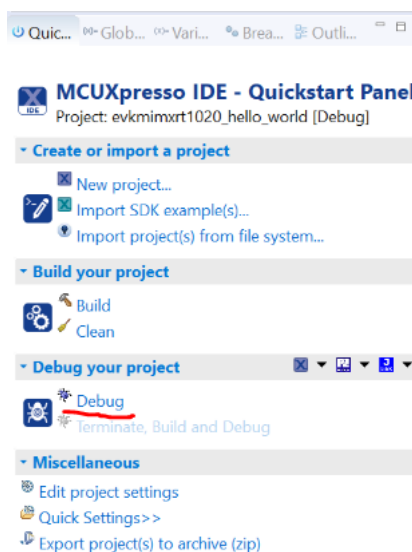 Quic... Glob... Vari... Brea... Outli...
IDE
MCUXpresso IDE - Quickstart Panel
Project: evkmimxrt1020_hello_world [Debug]
Create or import a project
New project...
Import SDK example(s)...
Import project(s) from file system...
Build your project
Build
Clean
Debug your project
Debug
Terminate, Build and Debug
Miscellaneous
Edit project settings
Quick Settings>>
Export project(s) to archive (zip)